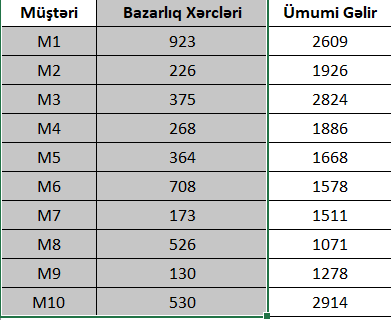 Müştəri Bazarlıq Xərcləri Ümumi Gəlir
M1 923 2609
M2 226 1926
M3 375 2824
M4 268 1886
M5 364 1668
M6 708 1578
M7 173 1511
M8 526 1071
M9 130 1278
M10 530 2914